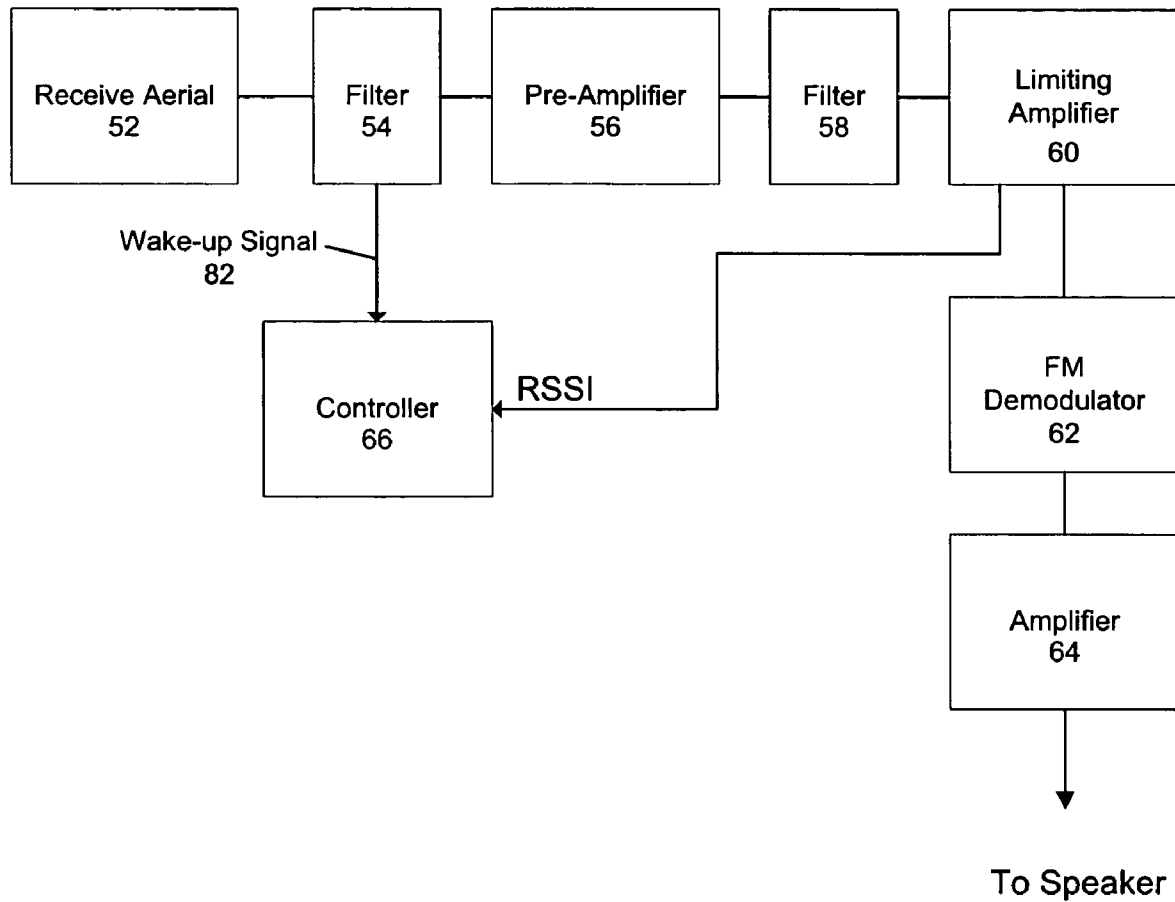 Receive Aerial
52
Filter
54
Pre-Amplifier
56
Filter
58
Limiting
Amplifier
60
Wake-up Signal
82
Controller
66
RSSI
FM
Demodulator
62
Amplifier
64
To Speaker